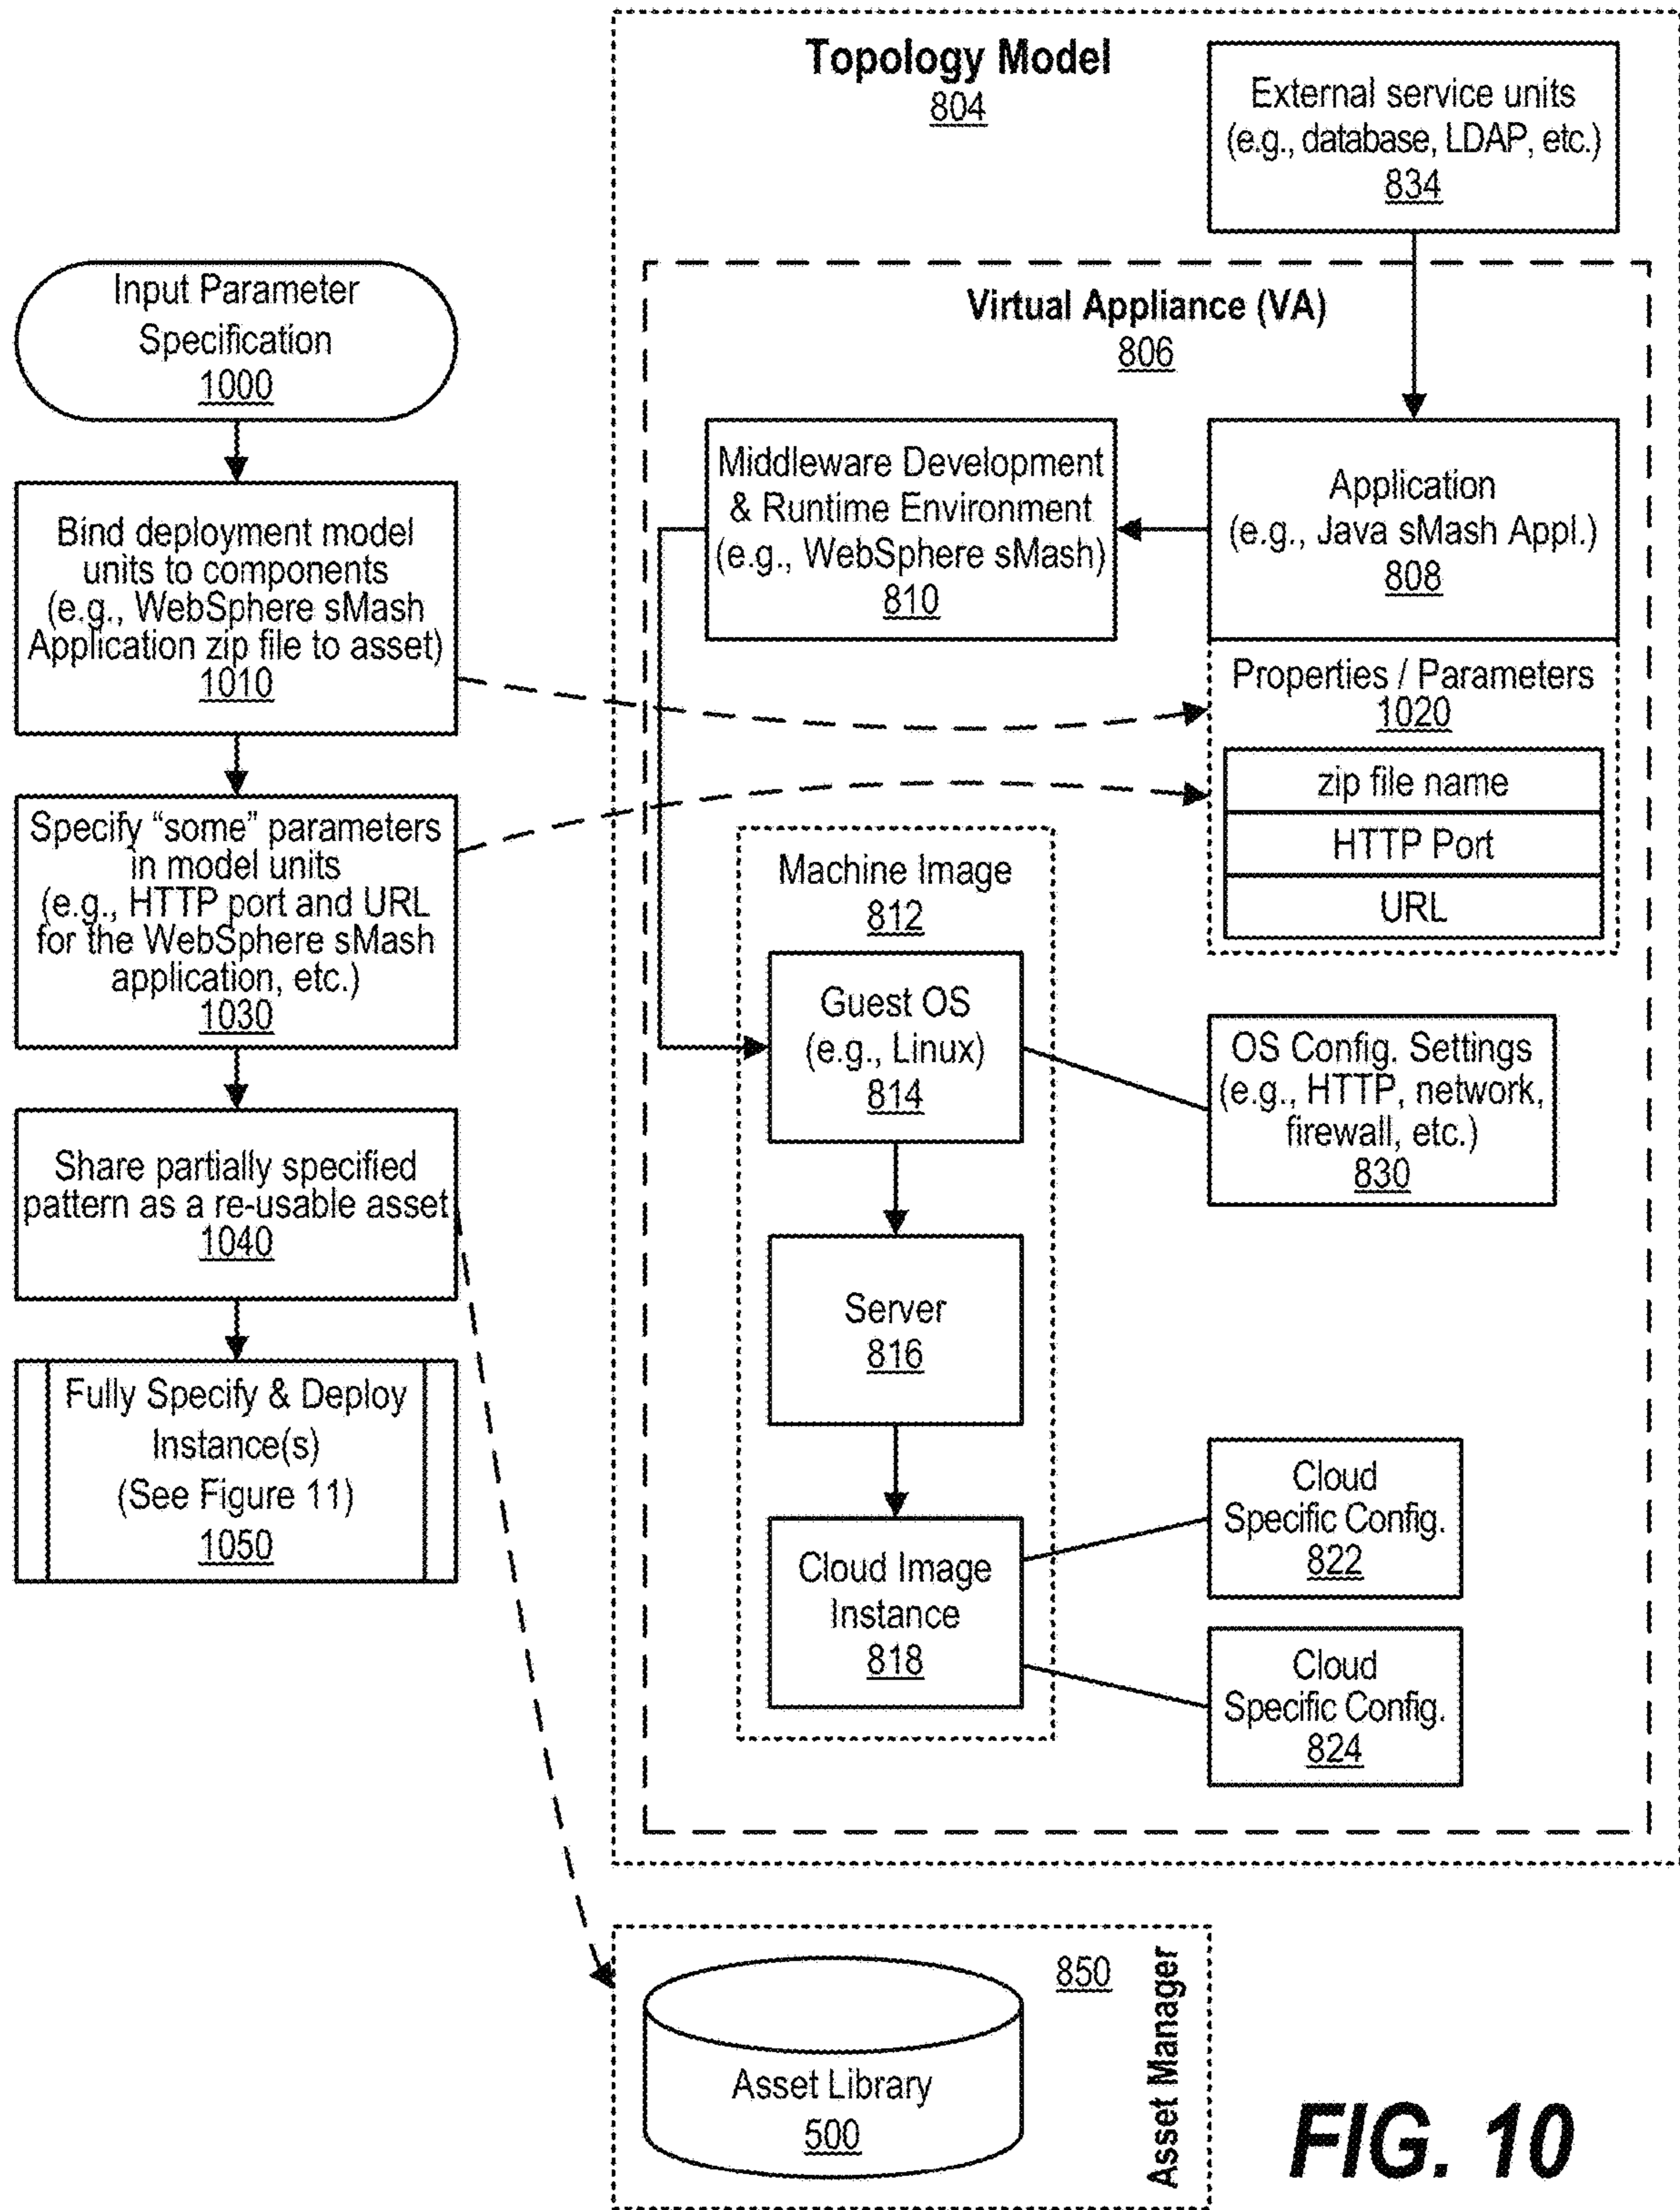 Topology Model
804
External service units
(e.g., database, LDAP, etc.)
834
Input Parameter
Specification
1000
Bind deployment model
units to components
(e.g., WebSphere sMash
Application zip file to asset)
1010
Specify “some” parameters
in model units
(e.g., HTTP port and URL
for the WebSphere sMash
application, etc.)
1030
Share partially specified
pattern as a re-usable asset
1040
Fully Specify & Deploy
Instance(s)
(See Figure 11)
1050
Virtual Appliance (VA)
806
Middleware Development
& Runtime Environment
(e.g., WebSphere sMash)
810
Application
(e.g., Java sMash Appl.)
808
Properties / Parameters
1020
zip file name
HTTP Port
URL
Machine Image
812
Guest OS
(e.g., Linux)
814
OS Config. Settings
(e.g., HTTP, network,
firewall, etc.)
830
Server
816
Cloud Image
Instance
818
Cloud
Specific Config.
822
Cloud
Specific Config.
824
850
Asset Manager
Asset Library
500
FIG. 10